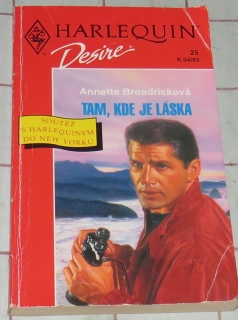 HARLEQUIN
Desire
25
Annette Broadricková
TAM, KDE JE LÁSKA
SOUTĚŽ
S HARLEQUINEM
DO NEW YORKU